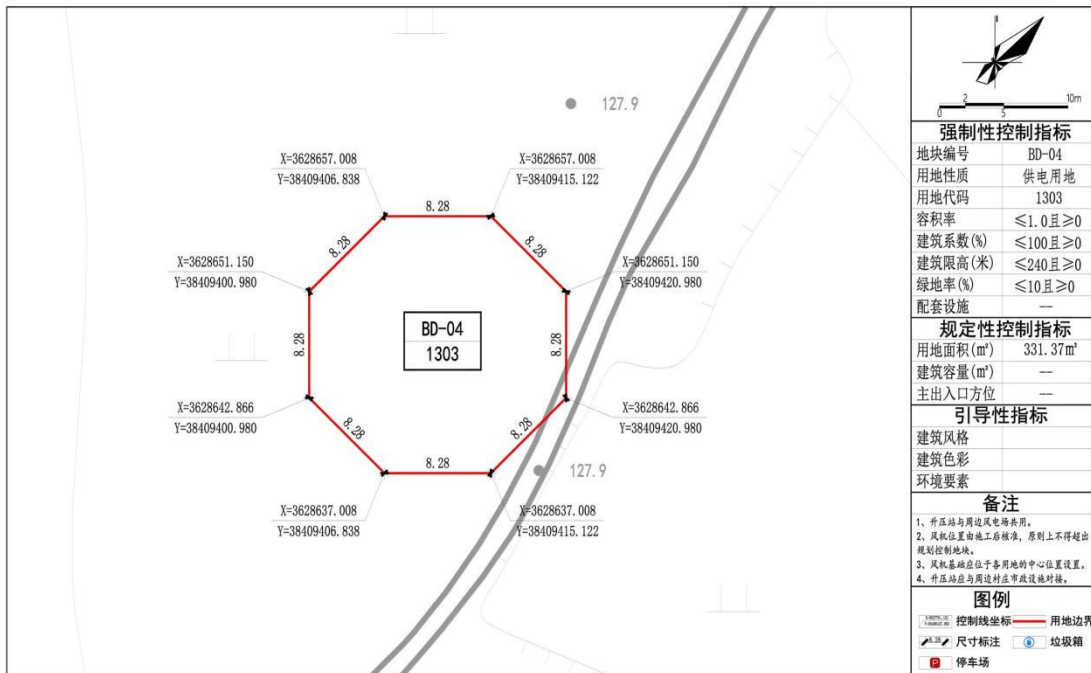 127.9
X=3628657.008
Y=38409406.838
X=3628657.008
Y=38409415.122
8.28
8.28
8.28
X=3628651.150
Y=38409400.980
X=3628651.150
Y=38409420.980
BD-04
1303
8.28
8.28
X=3628642.866
Y=38409400.980
X=3628642.866
Y=38409420.980
8.28
8.28
8.28
127.9
X=3628637.008
Y=38409406.838
X=3628637.008
Y=38409415.122
2 10m
0 5
强制性控制指标
地块编号 BD-04
用地性质 供电用地
用地代码 1303
容积率 ≤1.0且≥0
建筑系数(%) ≤100且≥0
建筑限高(米) ≤240且≥0
绿地率(%) ≤10且≥0
配套设施 --
规定性控制指标
用地面积(㎡) 331.37㎡
建筑容量(㎡) --
主出入口方位 --
引导性指标
建筑风格
建筑色彩
环境要素
备注
1、升压站与周边风电场共用。
2、风机位置由施工后核准，原则上不得超出
规划控制地块。
3、风机基础应位于各用地的中心位置设置。
4、升压站应与周边村庄市政设施对接。
图例
控制线坐标 用地边界
8.28 尺寸标注 垃圾箱
P 停车场